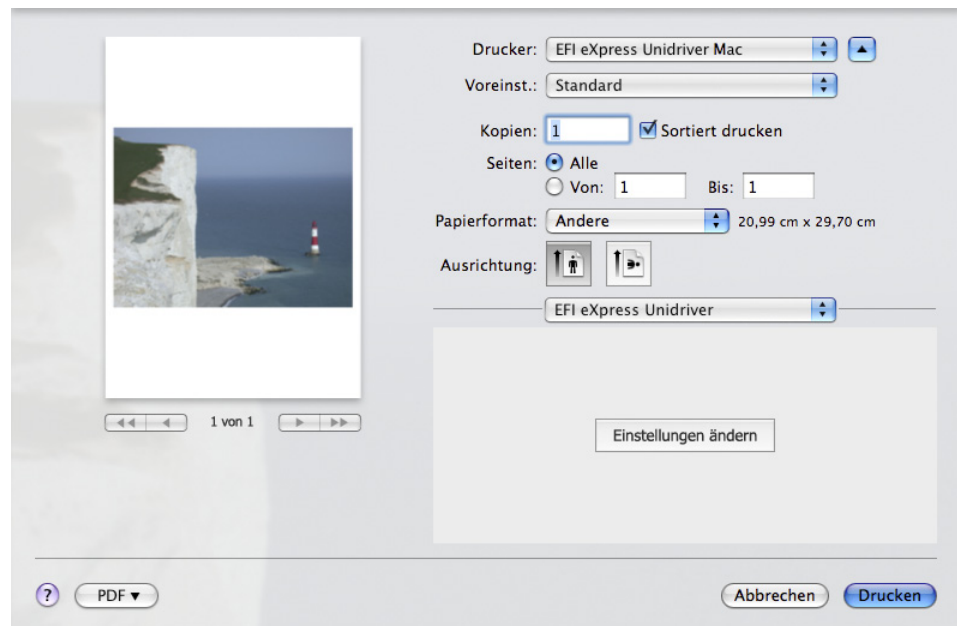 Drucker: EFI eXpress Unidriver Mac
Voreinst.: Standard
Kopien: 1 Sortiert drucken
Seiten: Alle
Von: 1 Bis: 1
Papierformat: Andere 20,99 cm x 29,70 cm
Ausrichtung:
EFI eXpress Unidriver
1 von 1
Einstellungen ändern
? PDF ▼ Abbrechen Drucken